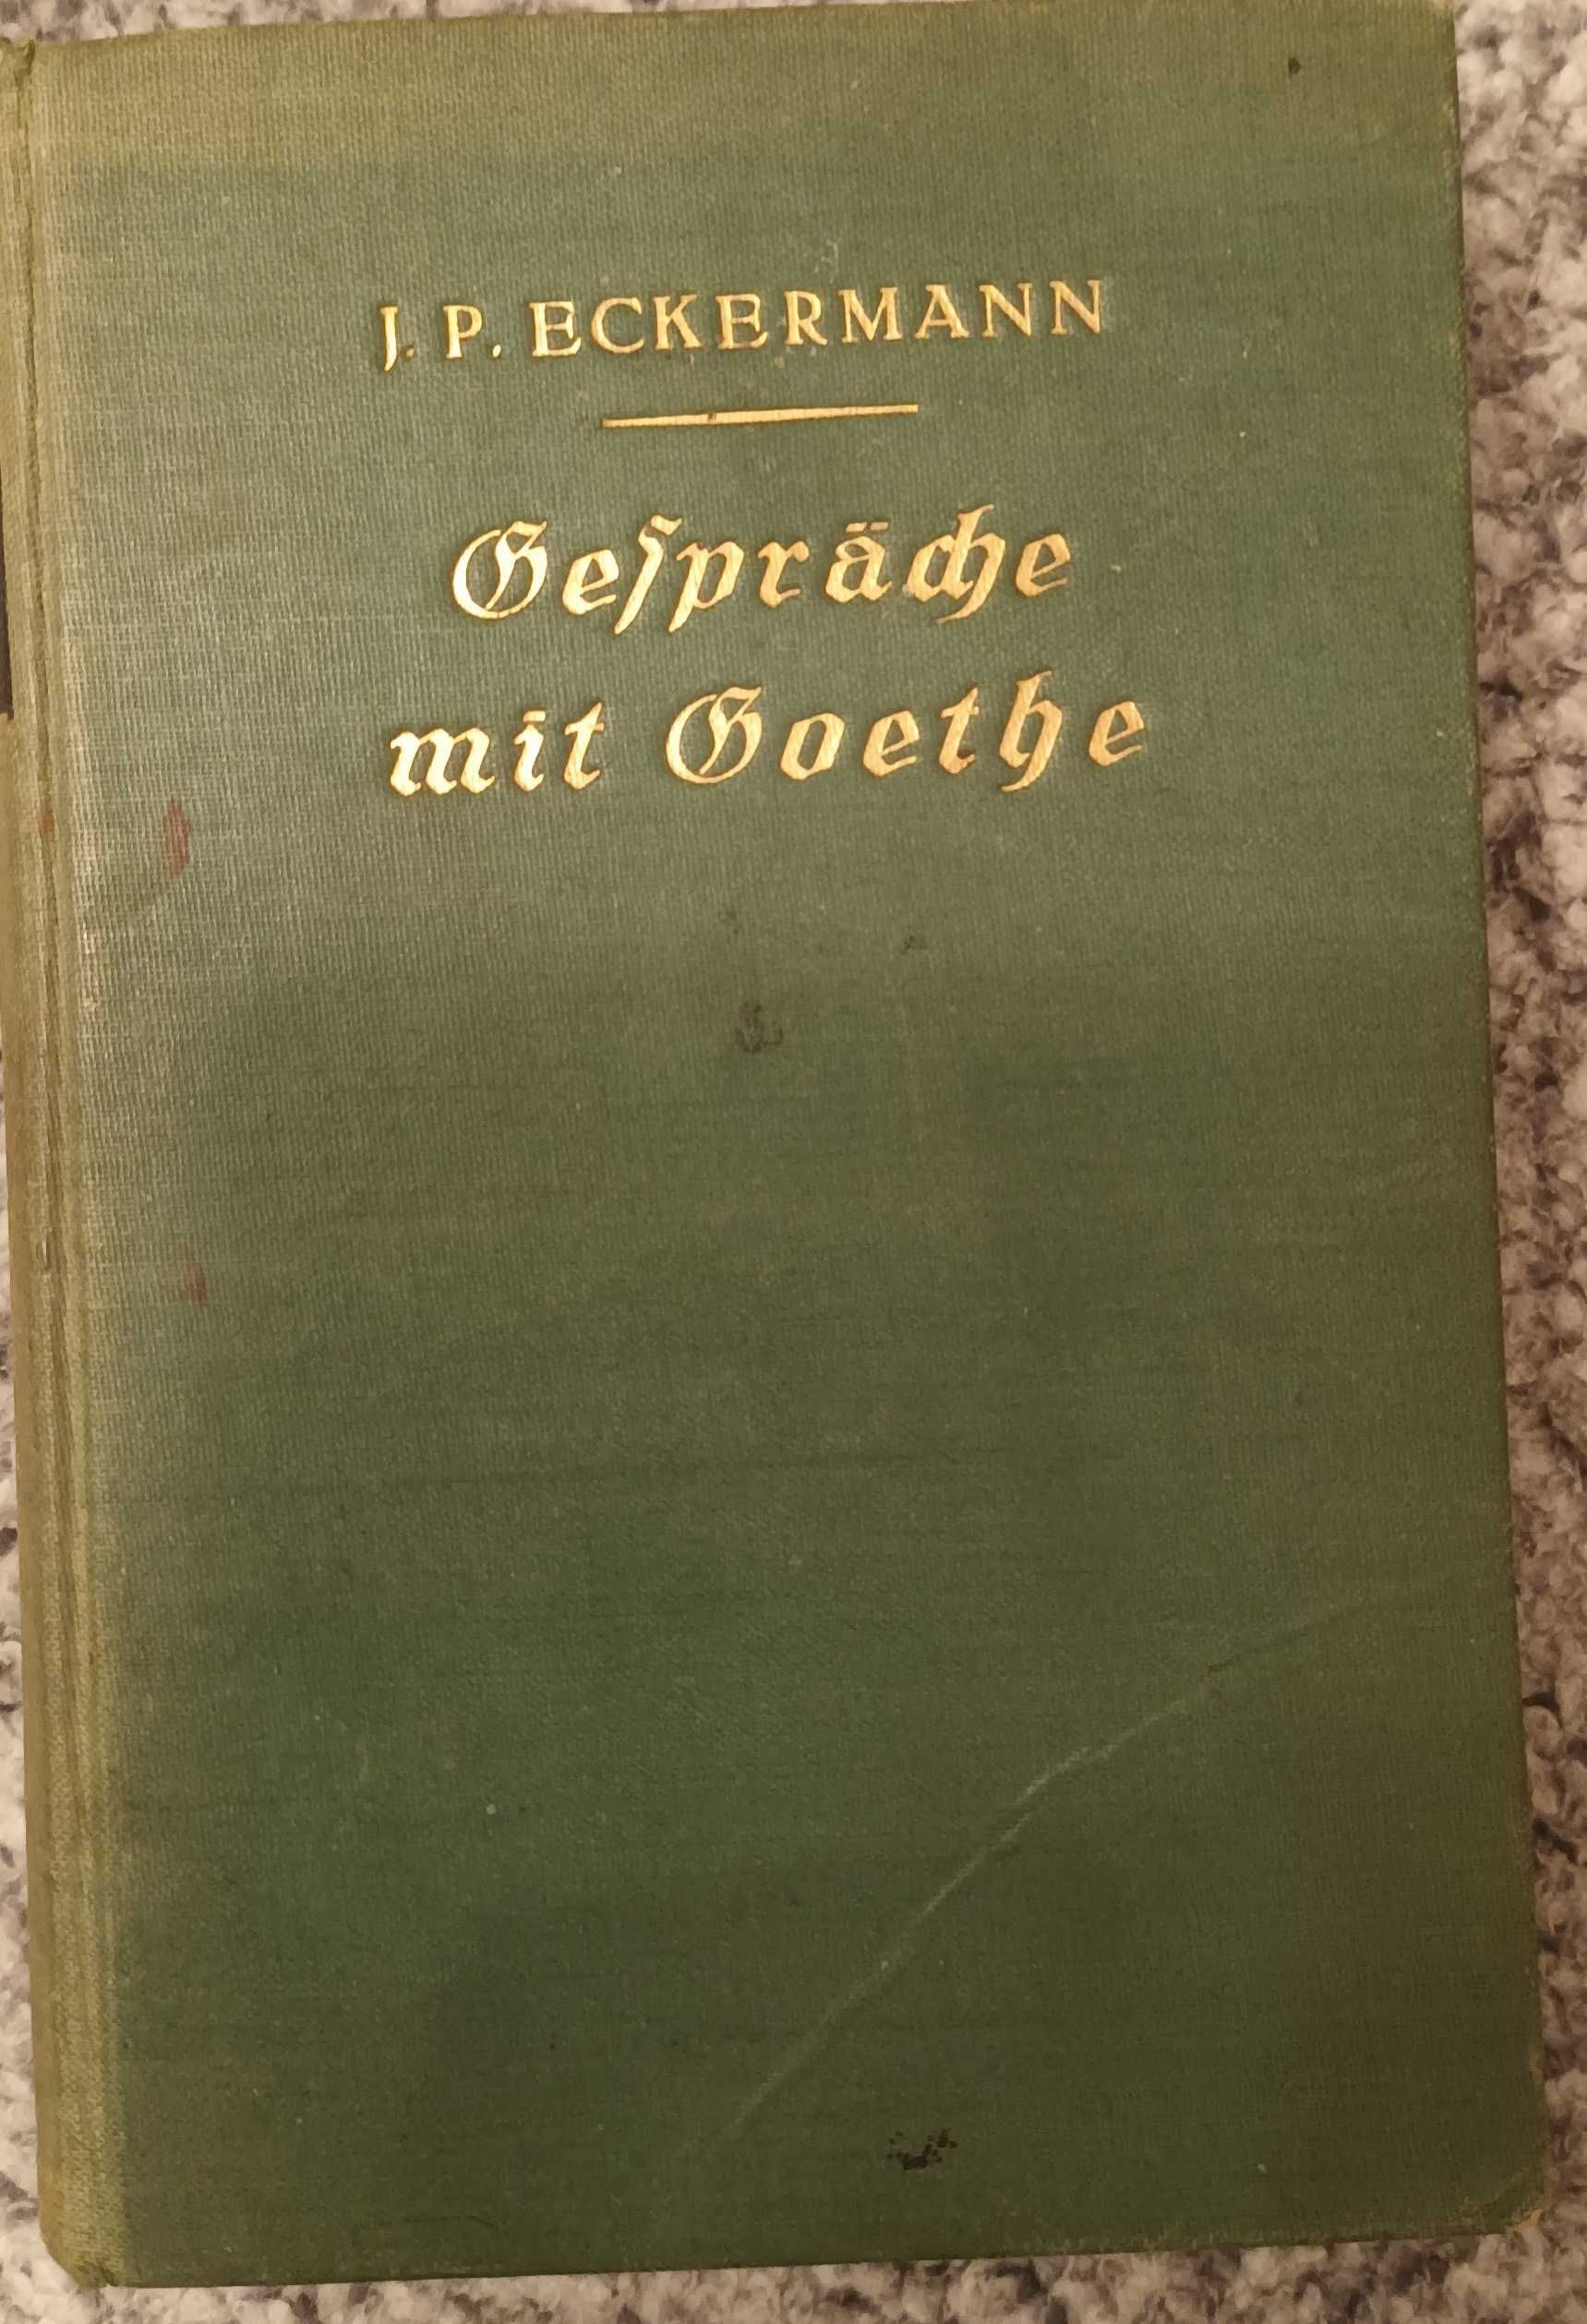 J. P. ECKERMANN
Geſpräche
mit Goethe